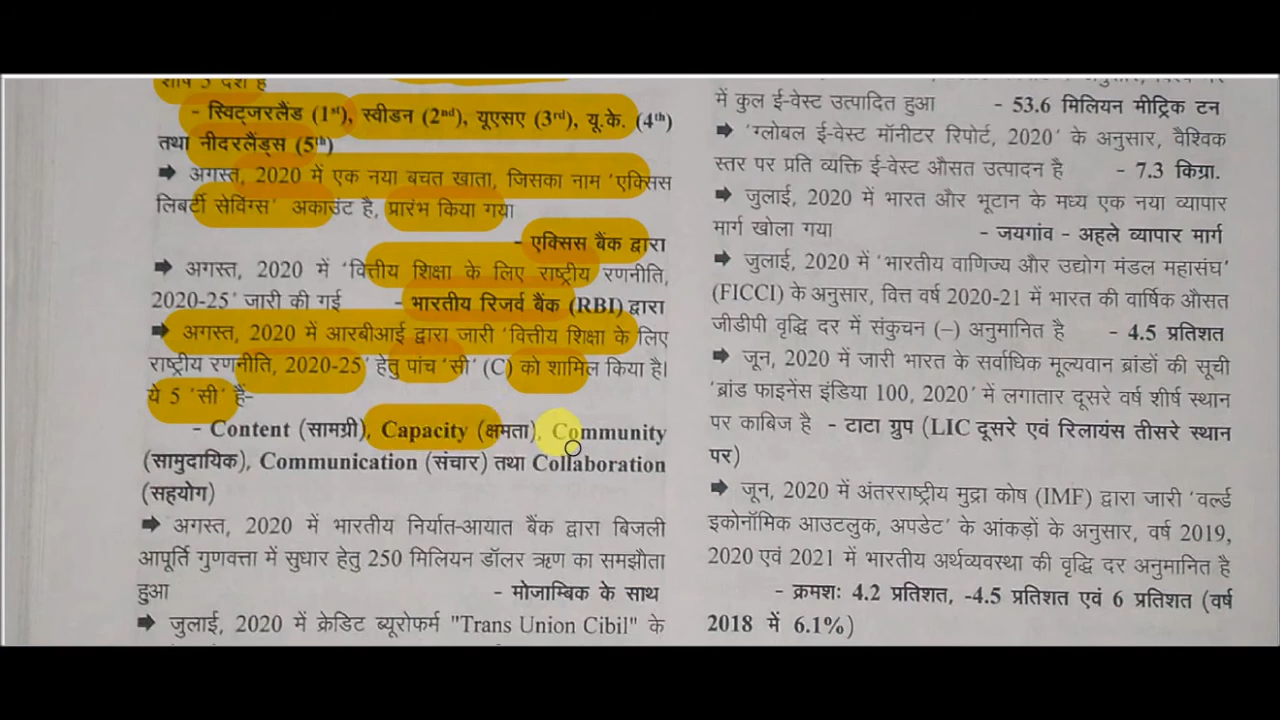 शीर्ष 5 देश हैं
- स्विट्जरलैंड (1st), स्वीडन (2nd), यूएसए (3rd), यू.के. (4th)
तथा नीदरलैंड्स (5th)
➡ अगस्त, 2020 में एक नया बचत खाता, जिसका नाम 'एक्सिस
लिबर्टी सेविंग्स' अकाउंट है, प्रारंभ किया गया
- एक्सिस बैंक द्वारा
➡ अगस्त, 2020 में 'वित्तीय शिक्षा के लिए राष्ट्रीय रणनीति,
2020-25' जारी की गई - भारतीय रिजर्व बैंक (RBI) द्वारा
➡ अगस्त, 2020 में आरबीआई द्वारा जारी 'वित्तीय शिक्षा के लिए
राष्ट्रीय रणनीति, 2020-25' हेतु पांच 'सी' (C) को शामिल किया है।
ये 5 'सी' हैं-
- Content (सामग्री), Capacity (क्षमता), Community
(सामुदायिक), Communication (संचार) तथा Collaboration
(सहयोग)
➡ अगस्त, 2020 में भारतीय निर्यात-आयात बैंक द्वारा बिजली
आपूर्ति गुणवत्ता में सुधार हेतु 250 मिलियन डॉलर ऋण का समझौता
हुआ - मोजाम्बिक के साथ
➡ जुलाई, 2020 में क्रेडिट ब्यूरोफर्म "Trans Union Cibil" के
में कुल ई-वेस्ट उत्पादित हुआ - 53.6 मिलियन मीट्रिक टन
➡ 'ग्लोबल ई-वेस्ट मॉनीटर रिपोर्ट, 2020' के अनुसार, वैश्विक
स्तर पर प्रति व्यक्ति ई-वेस्ट औसत उत्पादन है - 7.3 किग्रा.
➡ जुलाई, 2020 में भारत और भूटान के मध्य एक नया व्यापार
मार्ग खोला गया - जयगांव - अहले व्यापार मार्ग
➡ जुलाई, 2020 में 'भारतीय वाणिज्य और उद्योग मंडल महासंघ'
(FICCI) के अनुसार, वित्त वर्ष 2020-21 में भारत की वार्षिक औसत
जीडीपी वृद्धि दर में संकुचन (–) अनुमानित है - 4.5 प्रतिशत
➡ जून, 2020 में जारी भारत के सर्वाधिक मूल्यवान ब्रांडों की सूची
'ब्रांड फाइनेंस इंडिया 100, 2020' में लगातार दूसरे वर्ष शीर्ष स्थान
पर काबिज है - टाटा ग्रुप (LIC दूसरे एवं रिलायंस तीसरे स्थान
पर)
➡ जून, 2020 में अंतरराष्ट्रीय मुद्रा कोष (IMF) द्वारा जारी 'वर्ल्ड
इकोनॉमिक आउटलुक, अपडेट' के आंकड़ों के अनुसार, वर्ष 2019,
2020 एवं 2021 में भारतीय अर्थव्यवस्था की वृद्धि दर अनुमानित है
- क्रमशः 4.2 प्रतिशत, -4.5 प्रतिशत एवं 6 प्रतिशत (वर्ष
2018 में 6.1%)